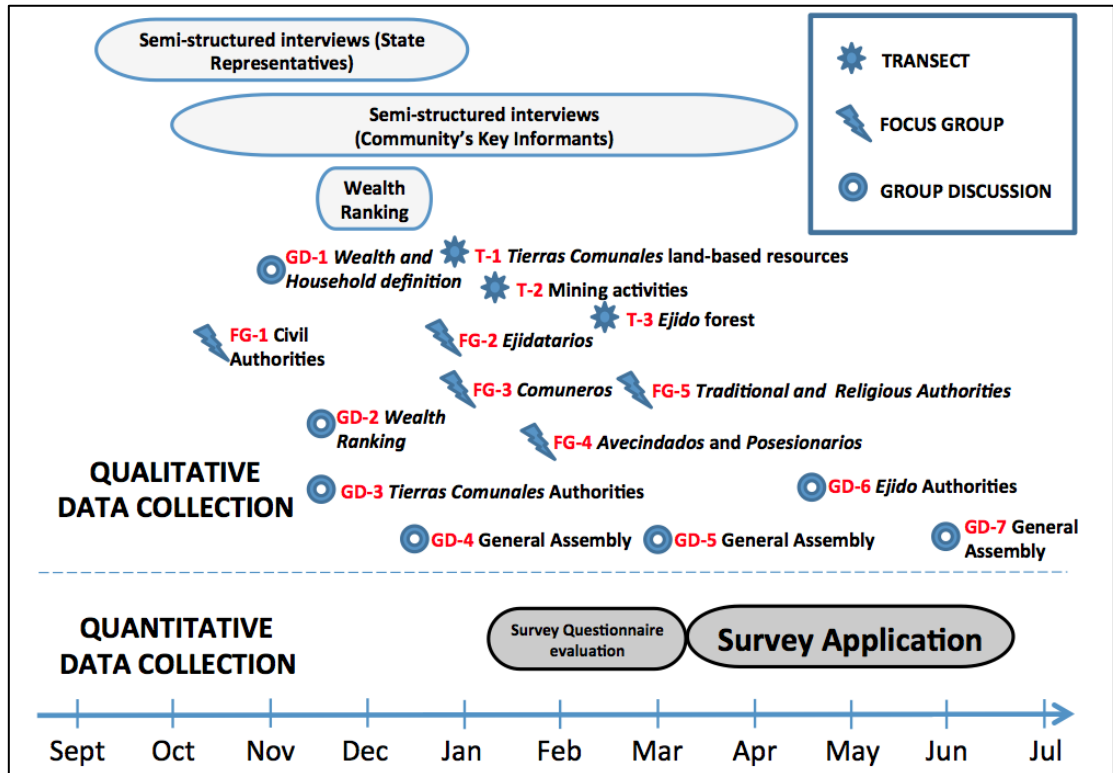 Semi-structured interviews (State
Representatives)
Semi-structured interviews
(Community's Key Informants)
Wealth
Ranking
TRANSECT
FOCUS GROUP
GROUP DISCUSSION
GD-1 Wealth and
Household definition
T-1 Tierras Comunales land-based resources
T-2 Mining activities
T-3 Ejido forest
FG-1 Civil
Authorities
FG-2 Ejidatarios
FG-3 Comuneros
FG-5 Traditional and Religious Authorities
GD-2 Wealth
Ranking
FG-4 Avecindados and Posesionarios
QUALITATIVE
DATA COLLECTION
GD-3 Tierras Comunales Authorities
GD-6 Ejido Authorities
GD-4 General Assembly
GD-5 General Assembly
GD-7 General
Assembly
QUANTITATIVE
DATA COLLECTION
Survey Questionnaire
evaluation
Survey Application
Sept Oct Nov Dec Jan Feb Mar Apr May Jun Jul